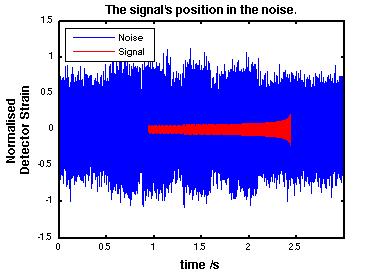 The signal's position in the noise.
1.5
Noise
Signal
1
0.5
0
-0.5
-1
-1.5
Normalised
Detector Strain
0 0.5 1 1.5 2 2.5
time /s